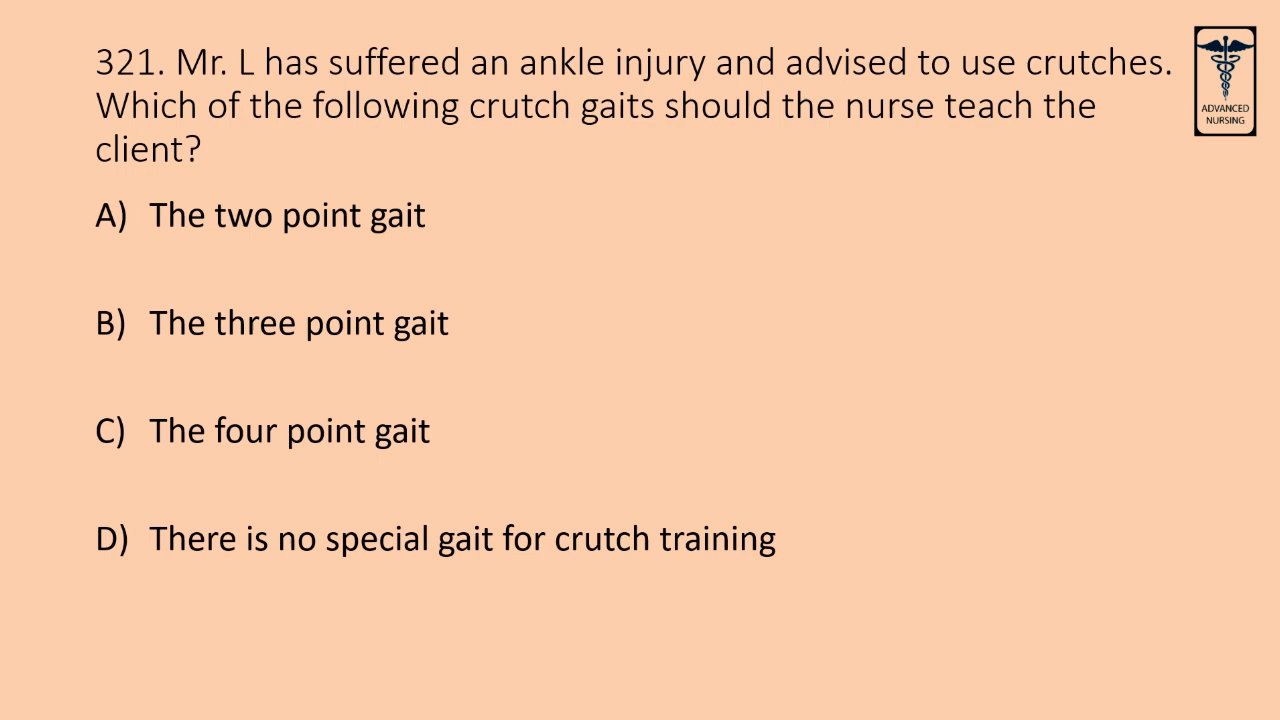 321. Mr. L has suffered an ankle injury and advised to use crutches.
Which of the following crutch gaits should the nurse teach the
client?
ADVANCED
NURSING
A) The two point gait
B) The three point gait
C) The four point gait
D) There is no special gait for crutch training